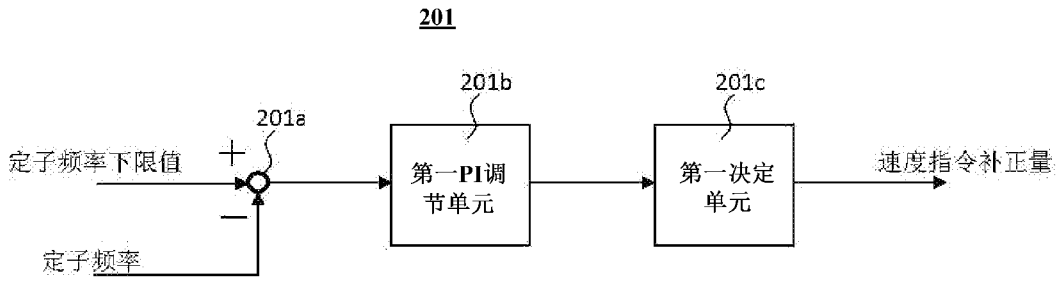 201
201a
201b
201c
定子频率下限值
+
−
定子频率
第一PI调
节单元
第一决定
单元
速度指令补正量